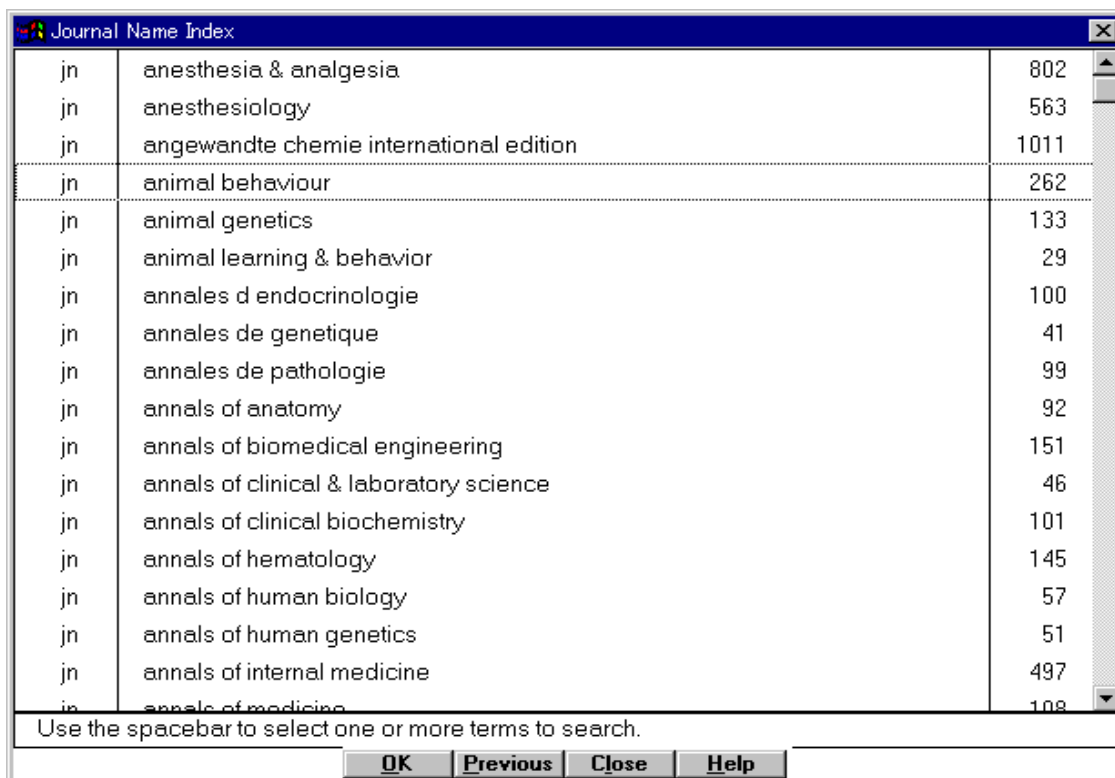 Journal Name Index
jn anesthesia & analgesia 802
jn anesthesiology 563
jn angewandte chemie international edition 1011
jn animal behaviour 262
jn animal genetics 133
jn animal learning & behavior 29
jn annales d endocrinologie 100
jn annales de genetique 41
jn annales de pathologie 99
jn annals of anatomy 92
jn annals of biomedical engineering 151
jn annals of clinical & laboratory science 46
jn annals of clinical biochemistry 101
jn annals of hematology 145
jn annals of human biology 57
jn annals of human genetics 51
jn annals of internal medicine 497
jn annals of medicine 108
Use the spacebar to select one or more terms to search.
OK Previous Close Help